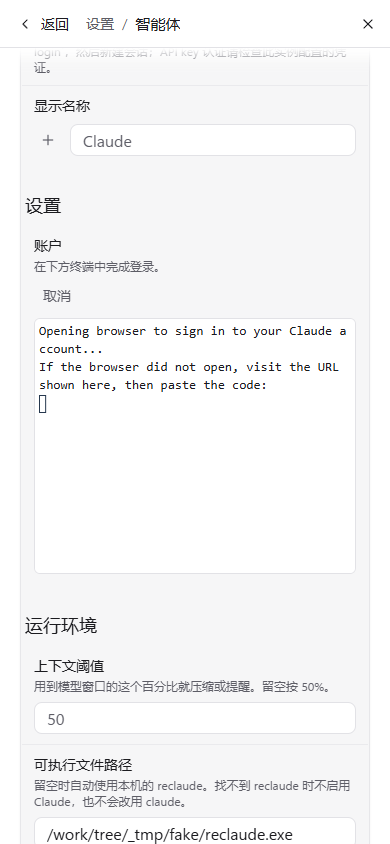 返回 设置 / 智能体
login，然后新建会话；API key 认证请检查此实例配置的凭
证。
显示名称
Claude
设置
账户
在下方终端中完成登录。
取消
Opening browser to sign in to your Claude a
ccount...
If the browser did not open, visit the URL
shown here, then paste the code:
运行环境
上下文阈值
用到模型窗口的这个百分比就压缩或提醒。留空按 50%。
50
可执行文件路径
留空时自动使用本机的 reclaude。找不到 reclaude 时不启用
Claude，也不会改用 claude。
/work/tree/_tmp/fake/reclaude.exe